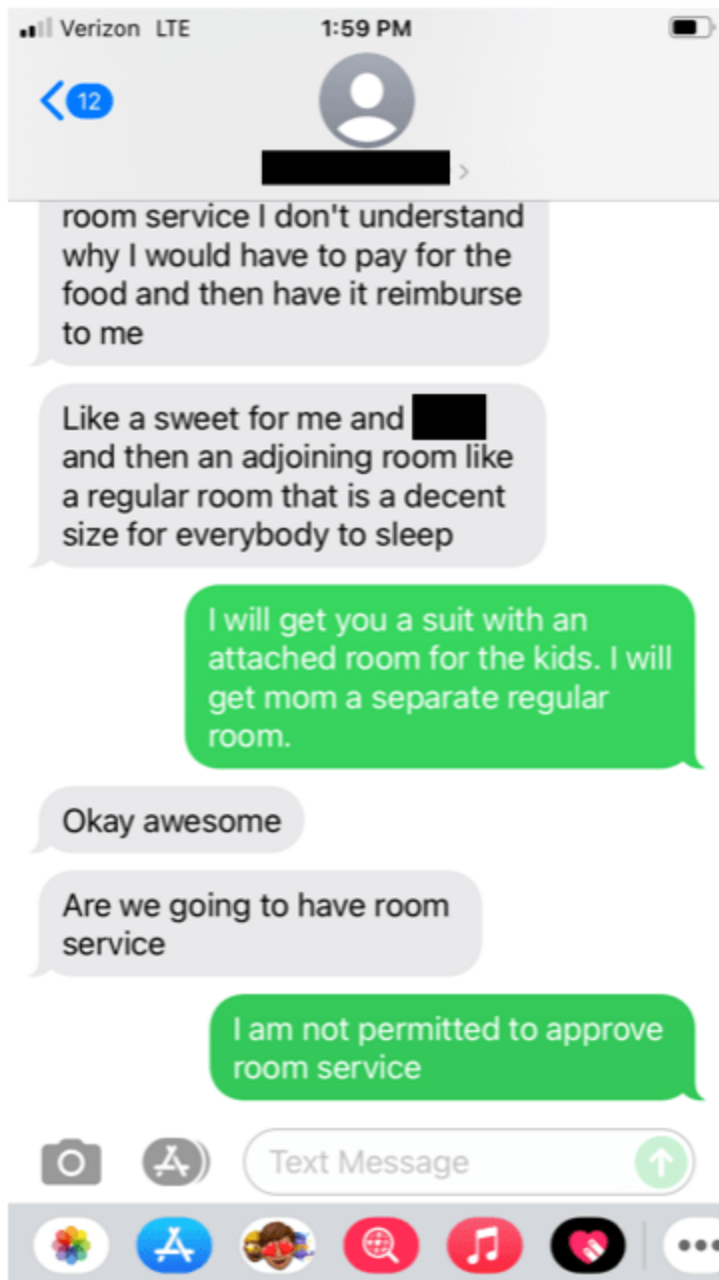 Verizon LTE 1:59 PM
12
room service I don't understand
why I would have to pay for the
food and then have it reimburse
to me
Like a sweet for me and
and then an adjoining room like
a regular room that is a decent
size for everybody to sleep
I will get you a suit with an
attached room for the kids. I will
get mom a separate regular
room.
Okay awesome
Are we going to have room
service
I am not permitted to approve
room service
Text Message